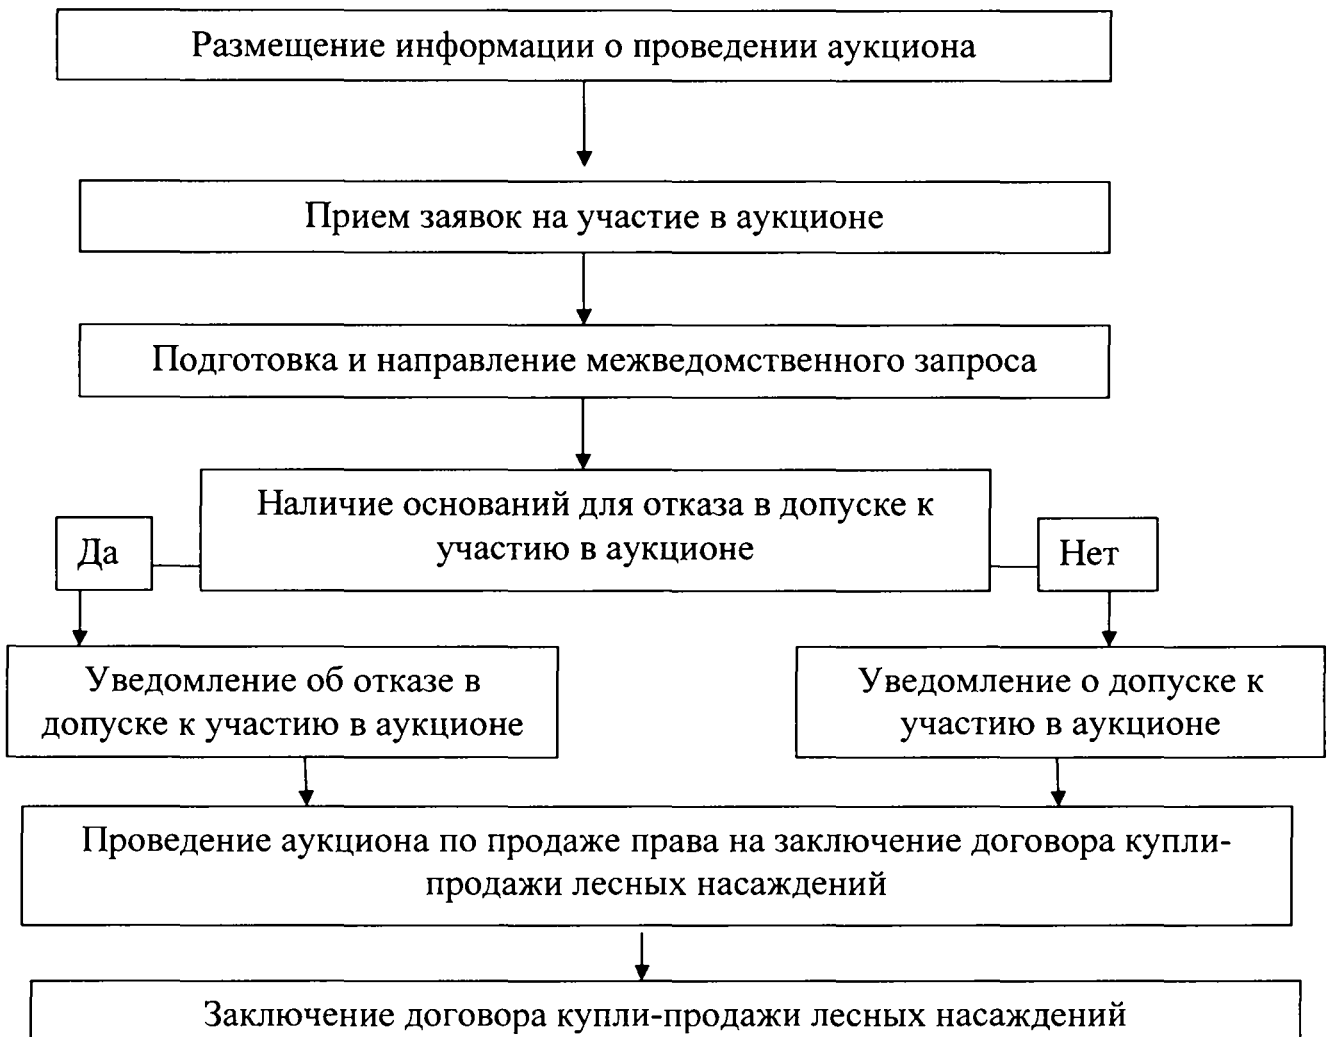 Размещение информации о проведении аукциона
Прием заявок на участие в аукционе
Подготовка и направление межведомственного запроса
Наличие оснований для отказа в допуске к
участию в аукционе
Да
Нет
Уведомление об отказе в
допуске к участию в аукционе
Уведомление о допуске к
участию в аукционе
Проведение аукциона по продаже права на заключение договора купли-
продажи лесных насаждений
Заключение договора купли-продажи лесных насаждений